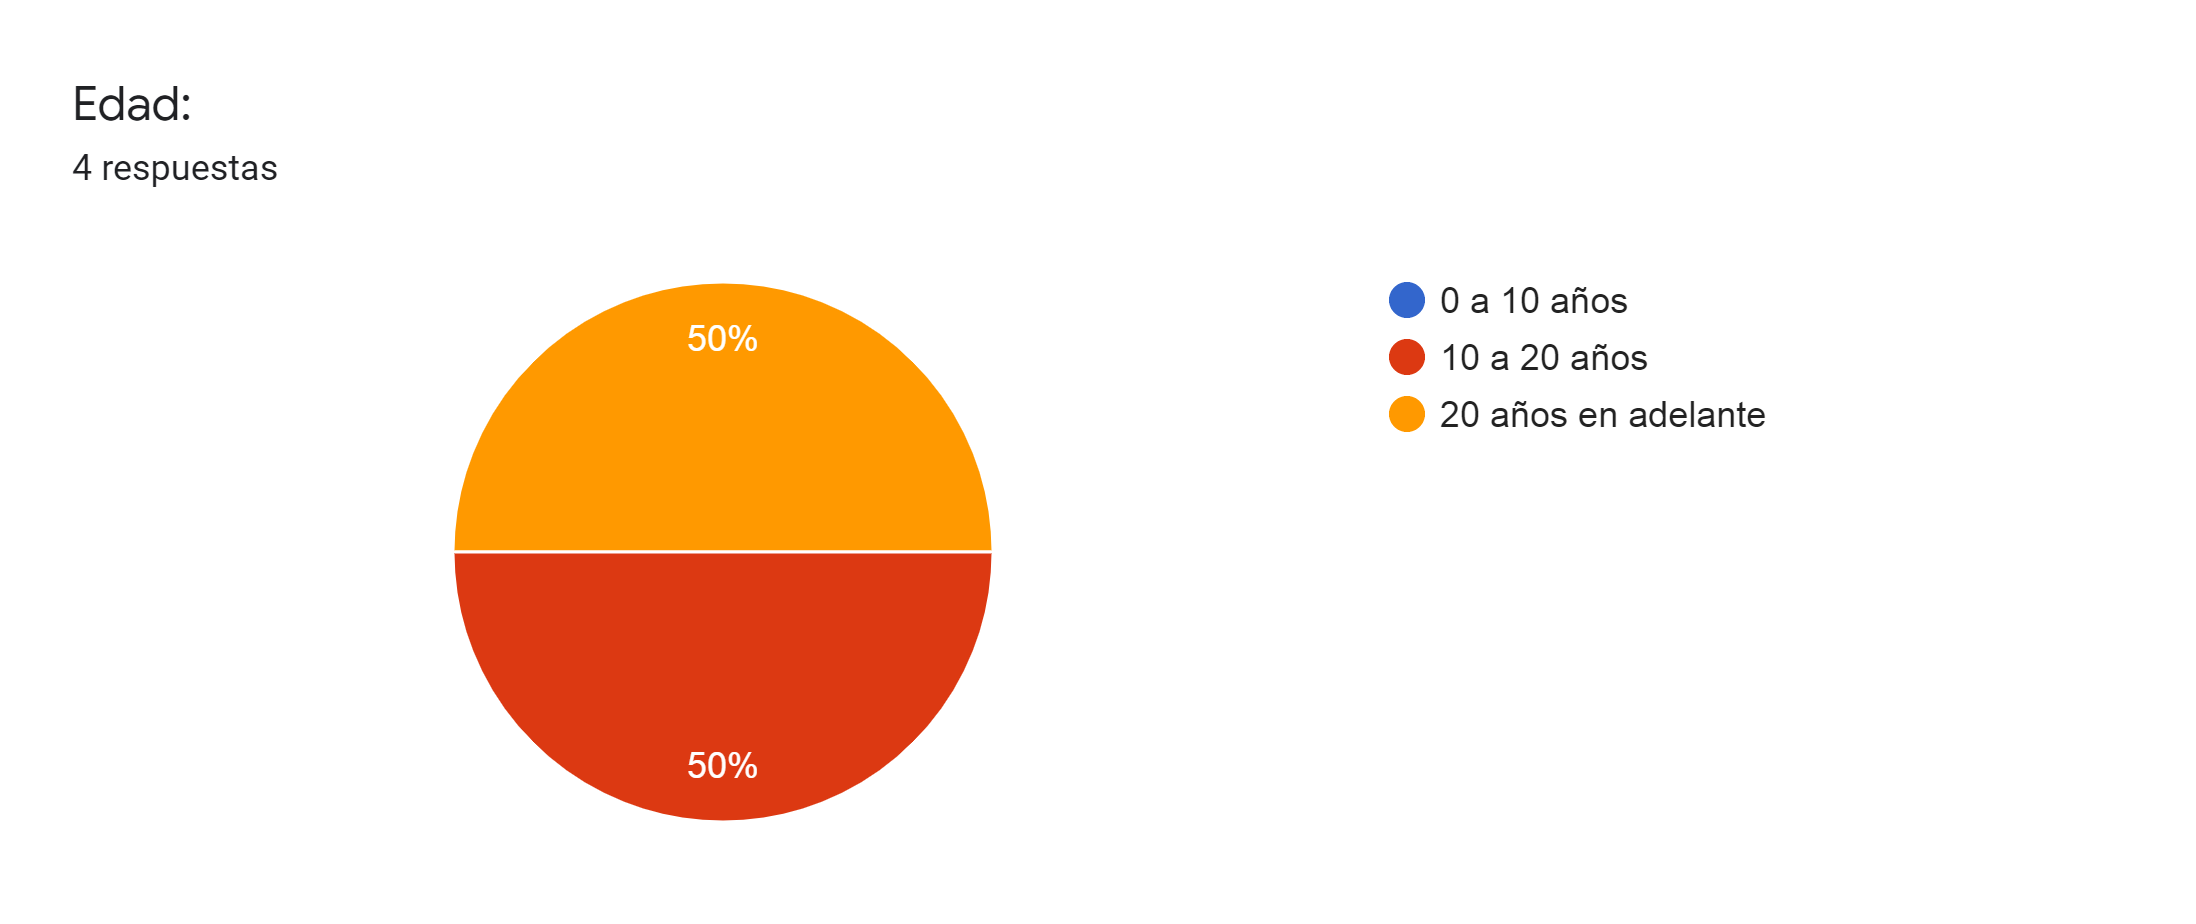 Edad:
4 respuestas
50%
50%
0 a 10 años
10 a 20 años
20 años en adelante